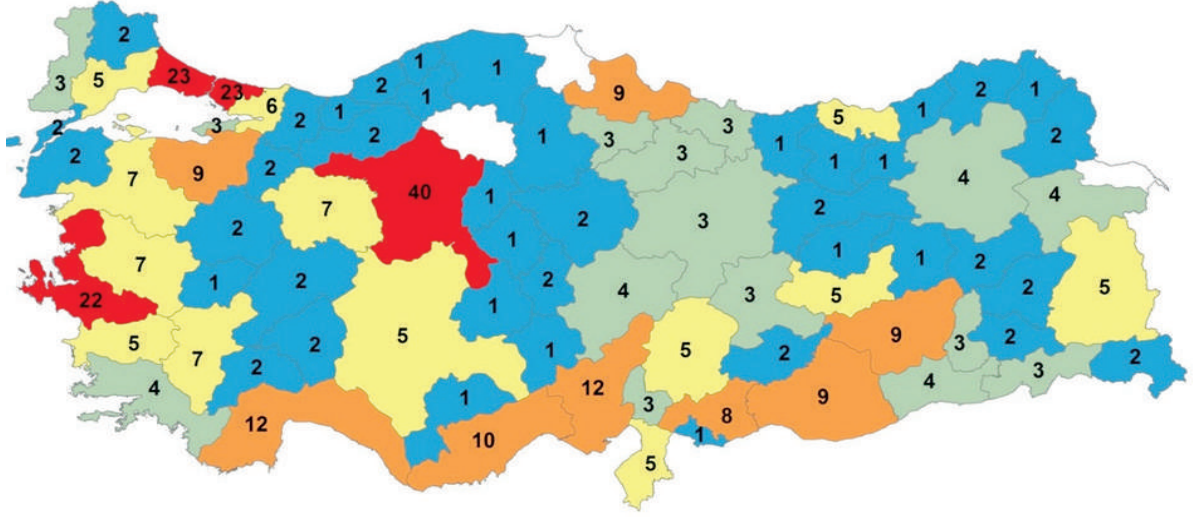 2
3 5 23 23 6
2 3
2 1 2 1 1 1
2 2
2 7 9
7 40 1
9
3 3 3
1
5 1 2 1
1 1 1 2
4 4
2 1 2 3 2
7 1 2 1 2 1 1 2
22 2 5
5 7 2 2 5 1 4 3 5 9 2
4 2 1 5 2 3 4 3 2
12 1 12 3 8 9
10 1
5